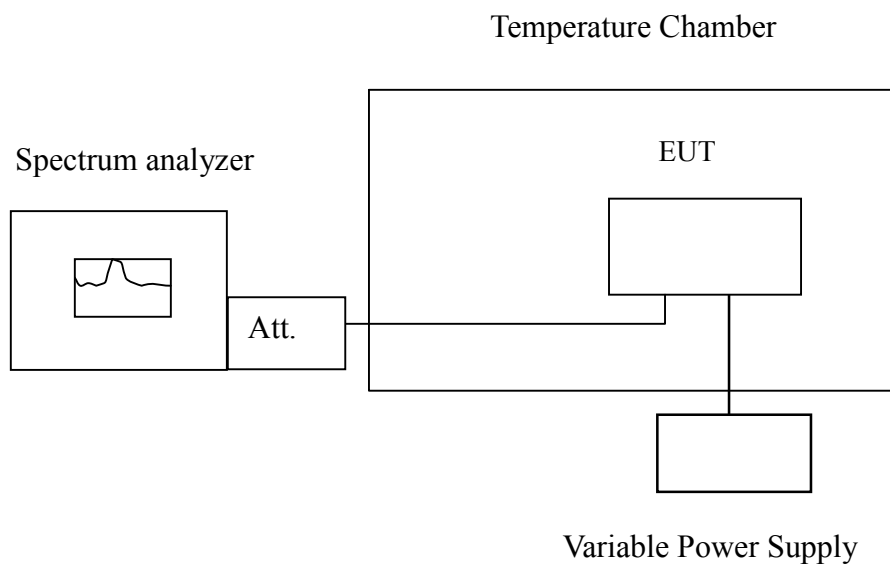 Temperature Chamber
Spectrum analyzer
EUT
Att.
Variable Power Supply